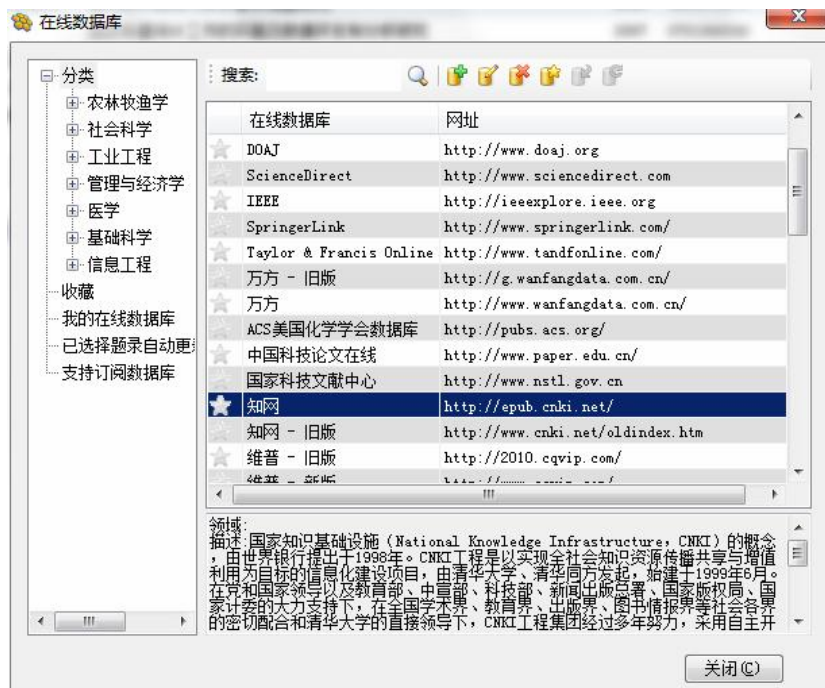 在线数据库
搜索:
分类
农林牧渔学
社会科学
工业工程
管理与经济学
医学
基础科学
信息工程
收藏
我的在线数据库
已选择题录自动更
支持订阅数据库
在线数据库 网址
DOAJ http://www.doaj.org
ScienceDirect http://www.sciencedirect.com
IEEE http://ieeexplore.ieee.org
SpringerLink http://www.springerlink.com/
Taylor & Francis Online http://www.tandfonline.com/
万方 - 旧版 http://g.wanfangdata.com.cn/
万方 http://www.wanfangdata.com.cn/
ACS美国化学学会数据库 http://pubs.acs.org/
中国科技论文在线 http://www.paper.edu.cn/
国家科技文献中心 http://www.nstl.gov.cn
知网 http://epub.cnki.net/
知网 - 旧版 http://www.cnki.net/oldindex.htm
维普 - 旧版 http://2010.cqvip.com/
维普 - 新版
领域:
描述:国家知识基础设施(National Knowledge Infrastructure，CNKI)的概念
，由世界银行提出于1998年。CNKI工程是以实现全社会知识资源传播共享与增值
利用为目标的信息化建设项目，由清华大学、清华同方发起，始建于1999年6月。
在党和国家领导以及教育部、中宣部、科技部、新闻出版总署、国家版权局、国
家计委的大力支持下，在全国学术界、教育界、出版界、图书情报界等社会各界
的密切配合和清华大学的直接领导下，CNKI工程集团经过多年努力，采用自主开
关闭(C)